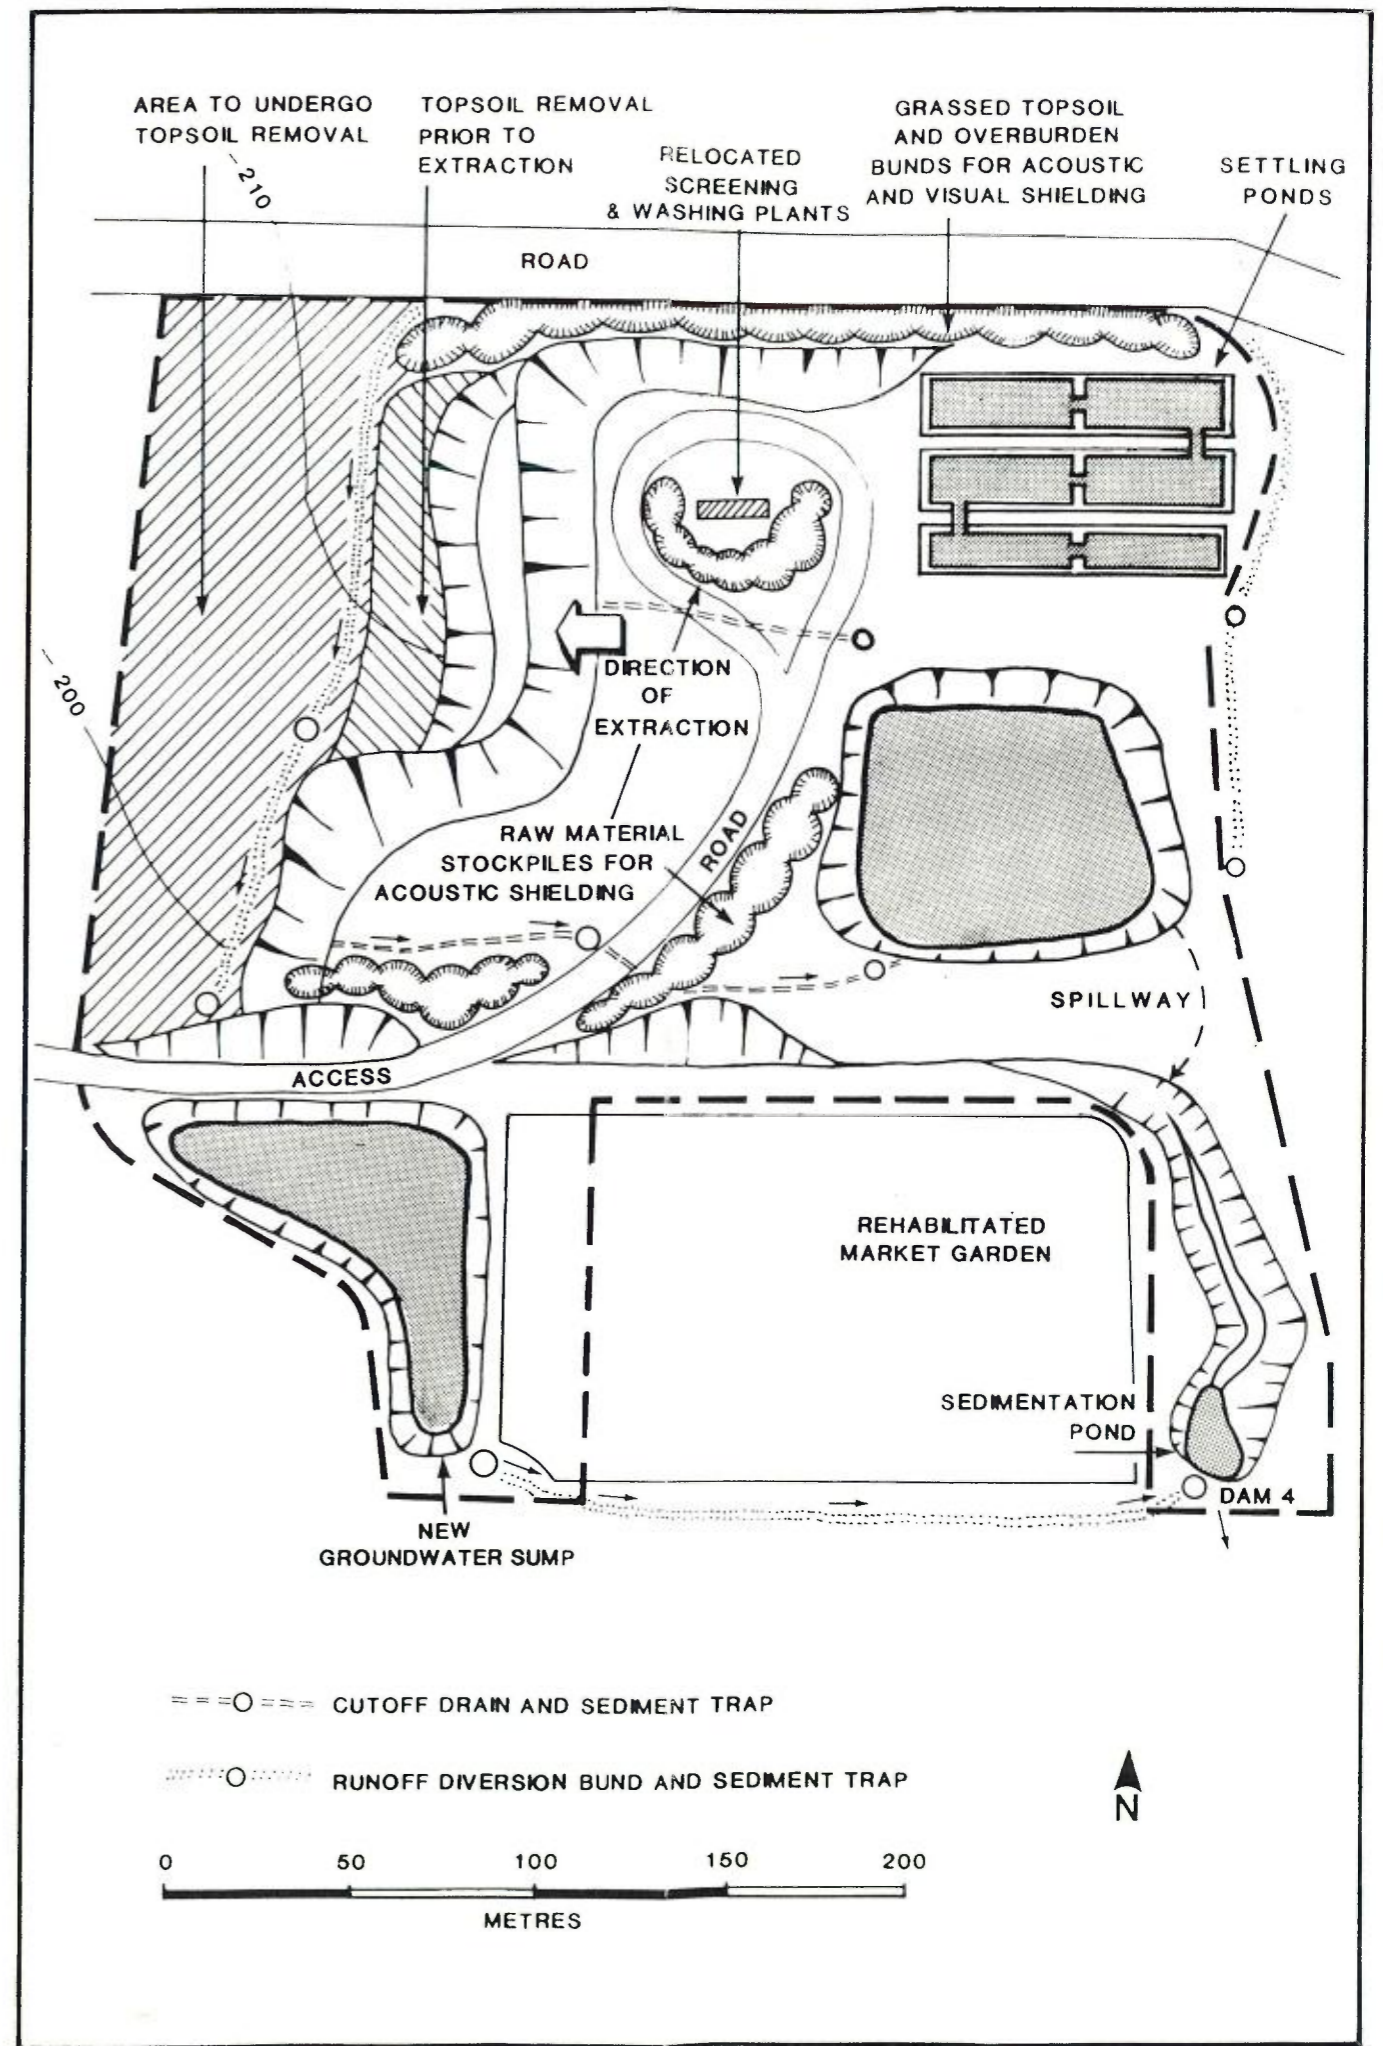 AREA TO UNDERGO
TOPSOIL REMOVAL
TOPSOIL REMOVAL
PRIOR TO
EXTRACTION
RELOCATED
SCREENING
& WASHING PLANTS
GRASSED TOPSOIL
AND OVERBURDEN
BUNDS FOR ACOUSTIC
AND VISUAL SHIELDING
SETTLING
PONDS
210
ROAD
200
DIRECTION
OF
EXTRACTION
RAW MATERIAL
STOCKPILES FOR
ACOUSTIC SHIELDING
ROAD
SPILLWAY
ACCESS
REHABILITATED
MARKET GARDEN
SEDIMENTATION
POND
DAM 4
NEW
GROUNDWATER SUMP
CUTOFF DRAIN AND SEDIMENT TRAP
RUNOFF DIVERSION BUND AND SEDIMENT TRAP
N
0 50 100 150 200
METRES